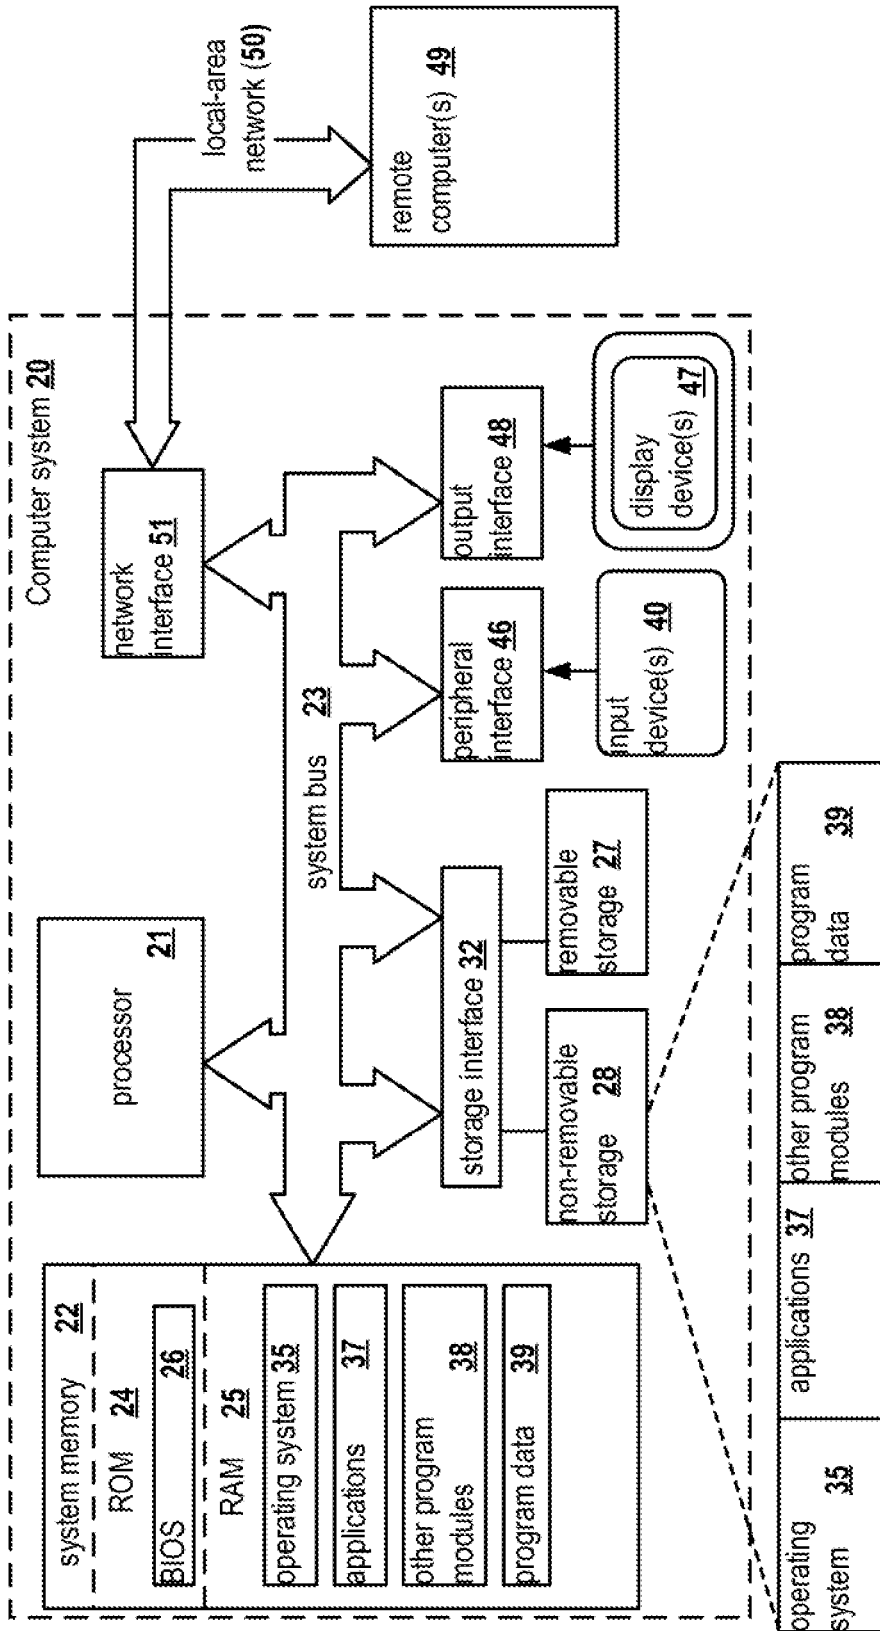 Computer system 20
system memory 22
ROM 24
BIOS 26
RAM 25
operating system 35
applications 37
other program
modules 38
program data 39
processor 21
network
interface 51
system bus 23
storage interface 32
non-removable
storage 28
removable
storage 27
peripheral
interface 46
output
interface 48
input
device(s) 40
display
device(s) 47
local-area
network (50)
remote
computer(s) 49
operating
system 35
applications 37
other program
modules 38
program
data 39